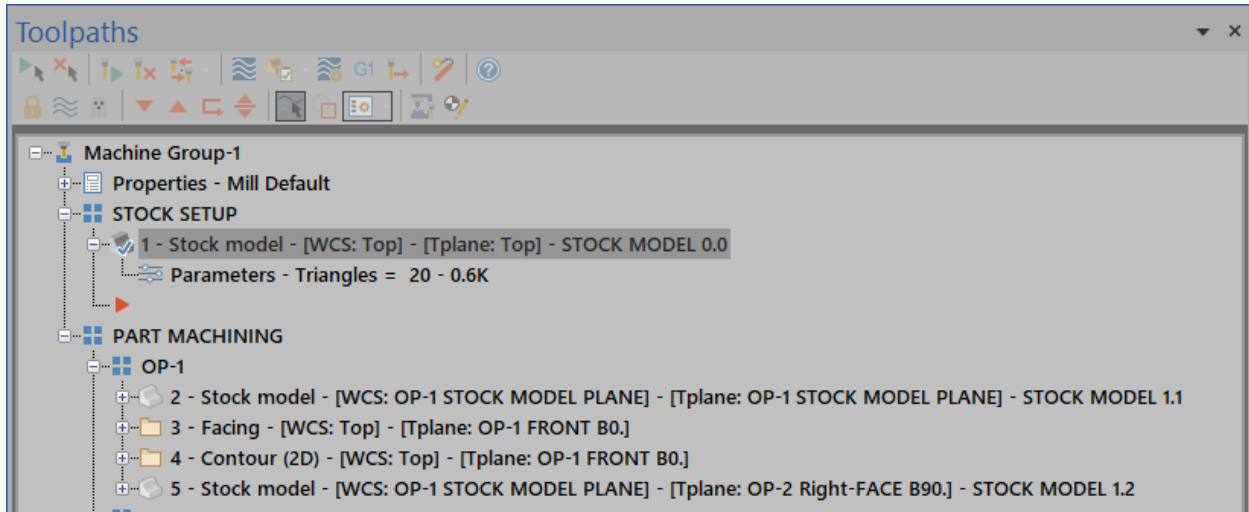 Toolpaths
G1
Machine Group-1
Properties - Mill Default
STOCK SETUP
1 - Stock model - [WCS: Top] - [Tplane: Top] - STOCK MODEL 0.0
Parameters - Triangles =  20 - 0.6K
PART MACHINING
OP-1
2 - Stock model - [WCS: OP-1 STOCK MODEL PLANE] - [Tplane: OP-1 STOCK MODEL PLANE] - STOCK MODEL 1.1
3 - Facing - [WCS: Top] - [Tplane: OP-1 FRONT B0.]
4 - Contour (2D) - [WCS: Top] - [Tplane: OP-1 FRONT B0.]
5 - Stock model - [WCS: OP-1 STOCK MODEL PLANE] - [Tplane: OP-2 Right-FACE B90.] - STOCK MODEL 1.2